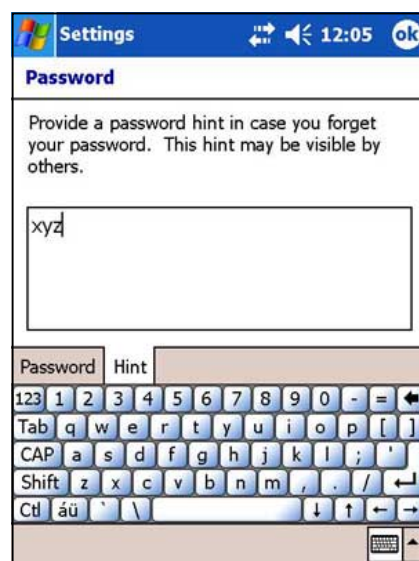 Settings 12:05 ok
Password
Provide a password hint in case you forget
your password. This hint may be visible by
others.
xyz
Password Hint
123 1 2 3 4 5 6 7 8 9 0 - =
Tab q w e r t y u i o p [ ]
CAP a s d f g h j k l ; '
Shift z x c v b n m , . /
Ctl áü ` \